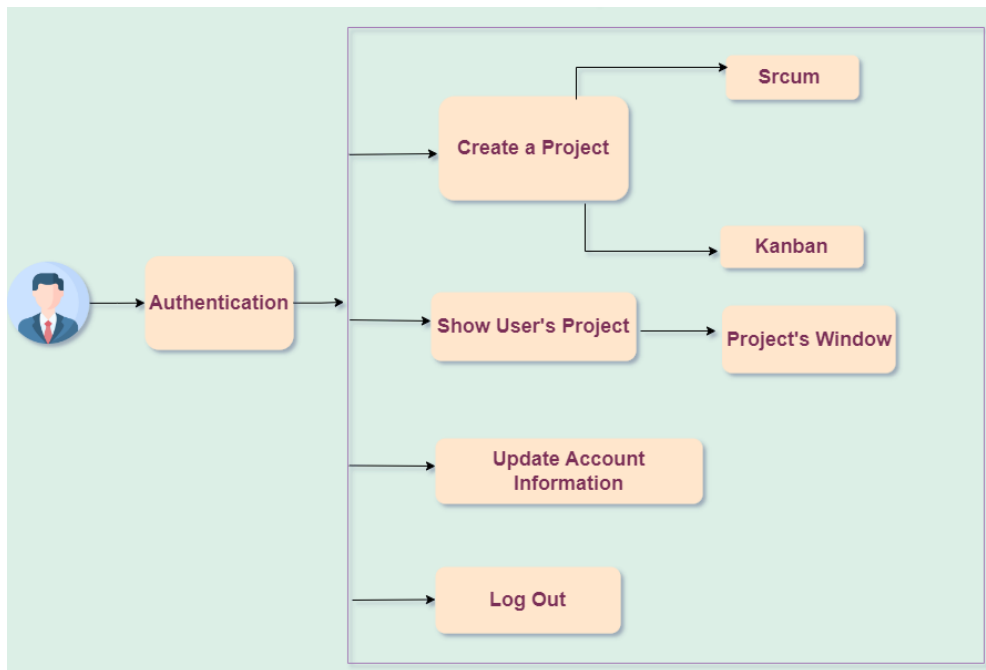 Srcum
Create a Project
Kanban
Authentication
Show User's Project
Project's Window
Update Account
Information
Log Out